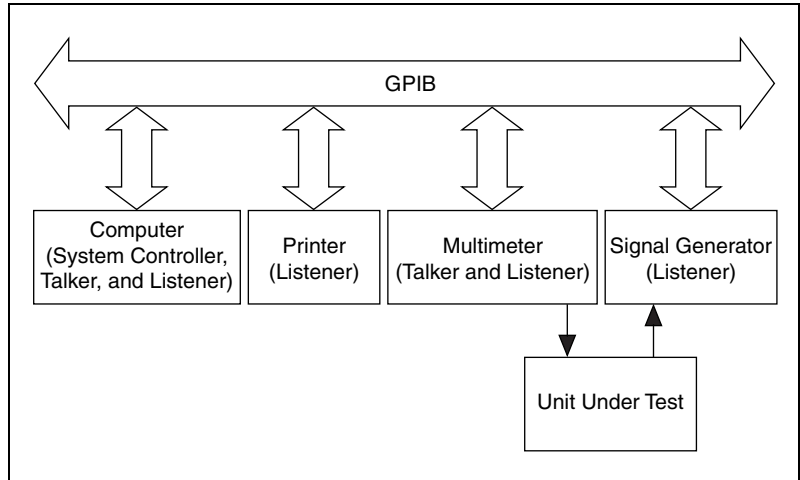 GPIB
Computer
(System Controller,
Talker, and Listener)
Printer
(Listener)
Multimeter
(Talker and Listener)
Signal Generator
(Listener)
Unit Under Test